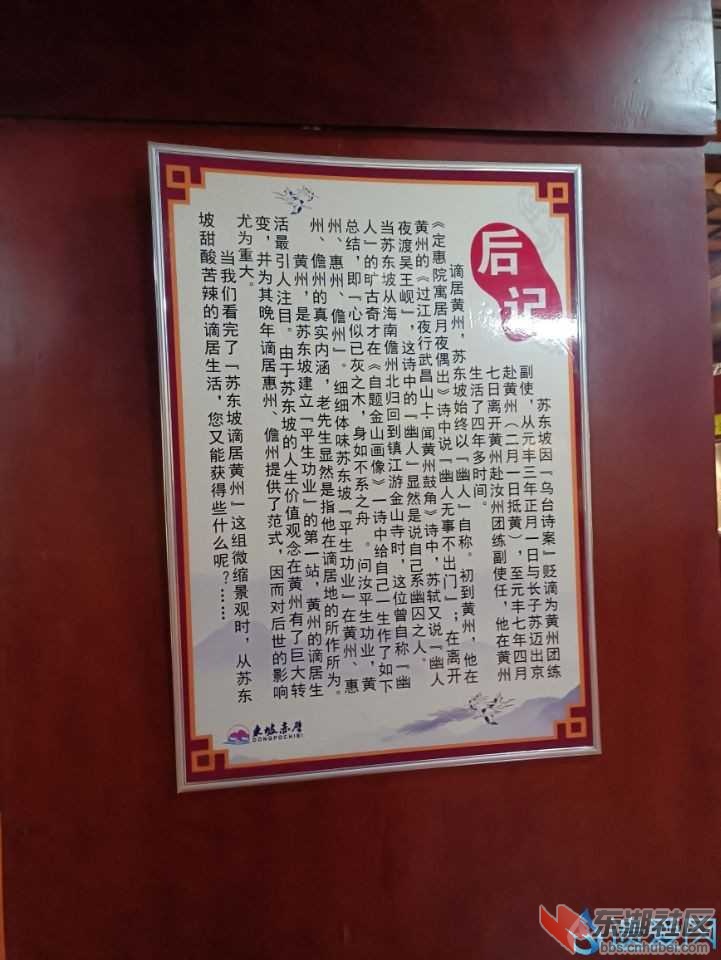 后记
苏东坡因『乌台诗案』贬谪为黄州团练
副使，从元丰三年正月一日与长子苏迈出京
赴黄州（二月一日抵黄），至元丰七年四月
七日离开黄州赴汝州团练副使任，他在黄州
生活了四年多时间。
谪居黄州，苏东坡始终以『幽人』自称。初到黄州，他在
《定惠院寓居月夜偶出》诗中说『幽人无事不出门』；在离开
黄州的《过江夜行武昌山上，闻黄州鼓角》诗中，苏轼又说『幽人
夜渡吴王岘』，这诗中的『幽人』显然是说自己系幽囚之人。
当苏东坡从海南儋州北归回到镇江游金山寺时，这位曾自称『幽
人』的旷古奇才在《自题金山画像》一诗中给自己一生作了如下
总结，即『心似已灰之木，身如不系之舟 。问汝平生功业，黄
州、惠州、儋州』。细细体味苏东坡『平生功业』在黄州、惠
州、儋州的真实内涵，老先生显然是指他在谪居地的所作所为。
黄州，是苏东坡建立『平生功业』的第一站，黄州的谪居生
活最引人注目。由于苏东坡的人生价值观念在黄州有了巨大转
变，并为其晚年谪居惠州、儋州提供了范式，因而对后世的影响
尤为重大。
当我们看完了『苏东坡谪居黄州』这组微缩景观时，从苏东
坡甜酸苦辣的谪居生活，您又能获得些什么呢？……
东坡赤壁
DONGPOCHIBI
东湖社区
bbs.cnhubei.com